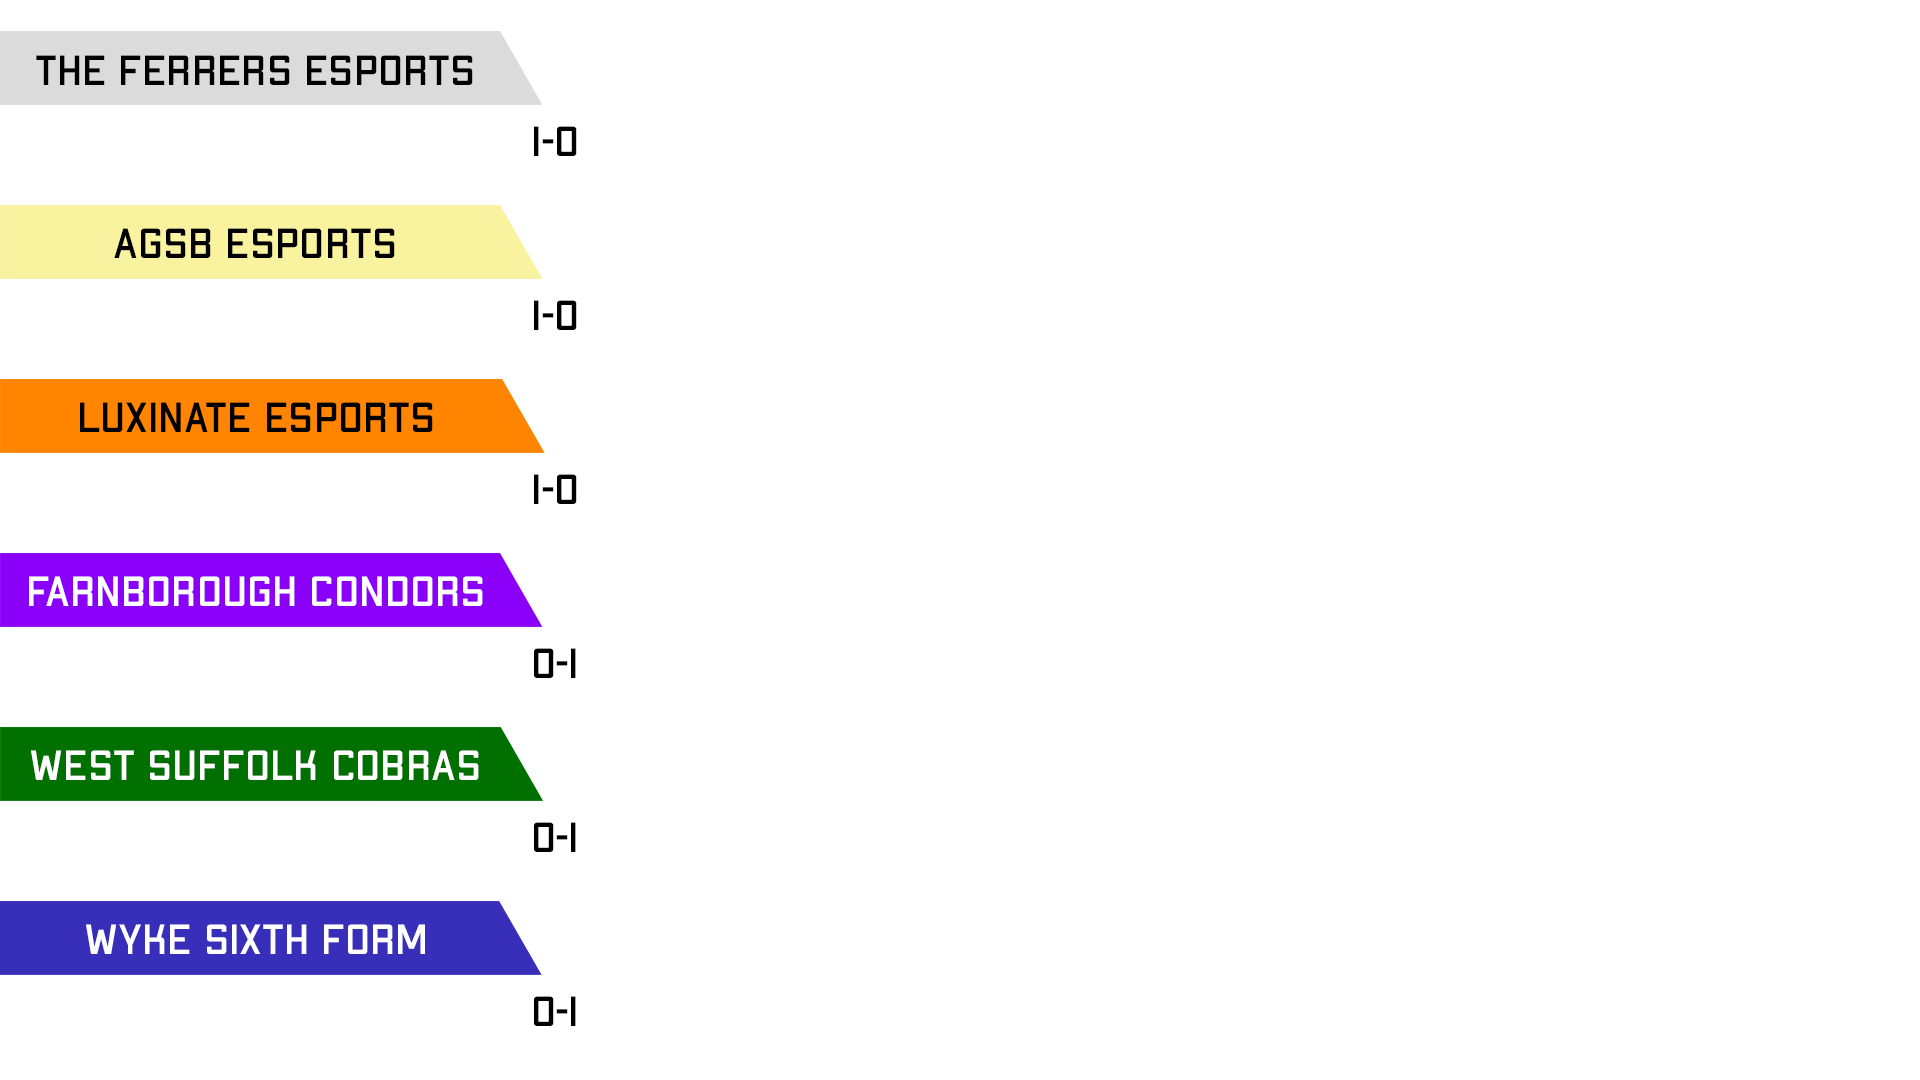 THE FERRERS ESPORTS
1-0
AGSB ESPORTS
1-0
LUXINATE ESPORTS
1-0
FARNBOROUGH CONDORS
0-1
WEST SUFFOLK COBRAS
0-1
WYKE SIXTH FORM
0-1